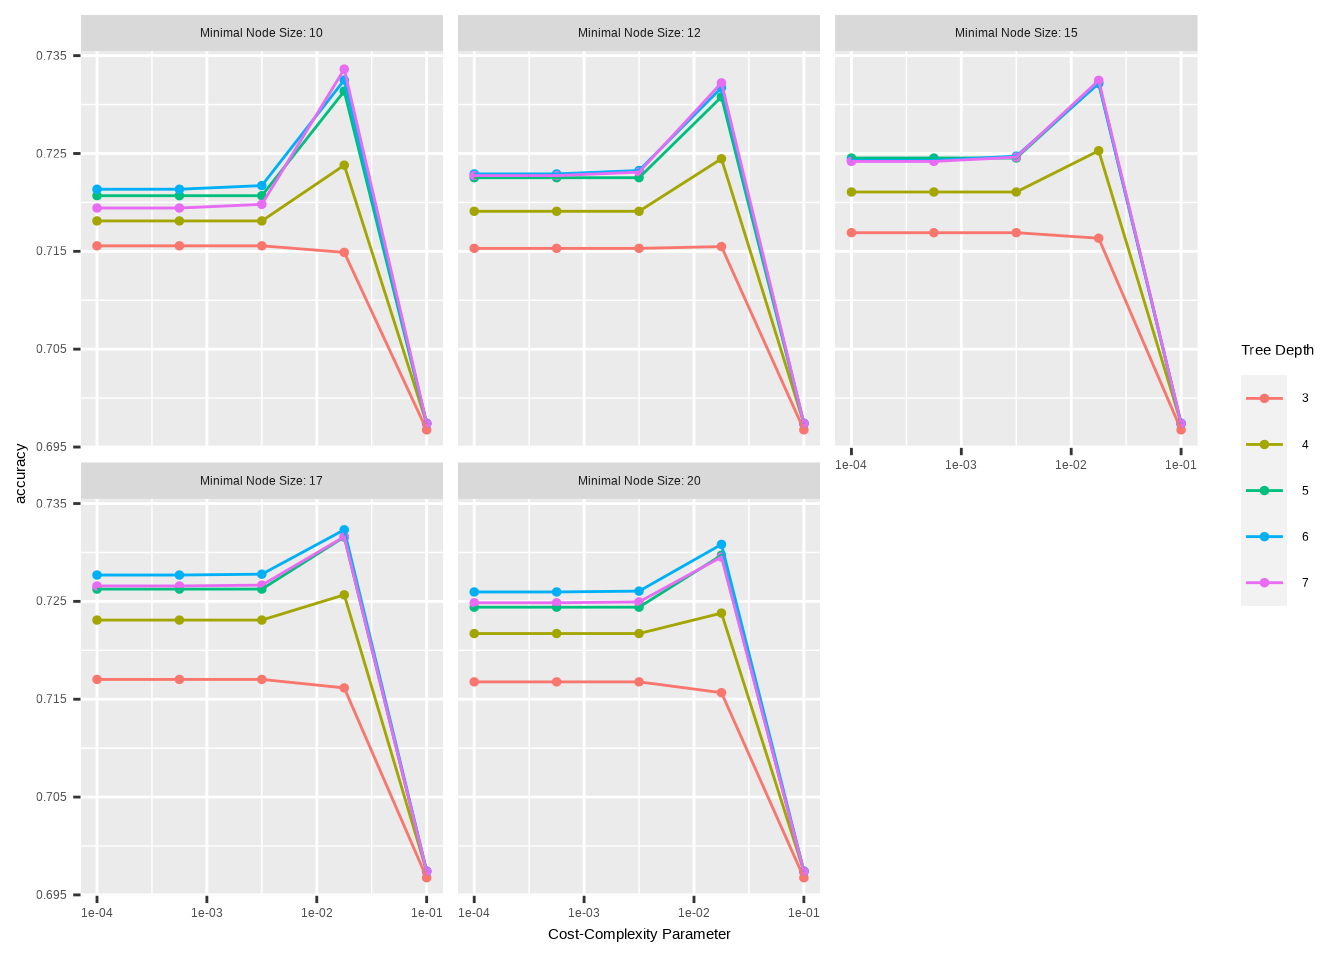 Minimal Node Size: 10
Minimal Node Size: 12
Minimal Node Size: 15
0.735
0.725
0.715
0.705
0.695
1e-04 1e-03 1e-02 1e-01
Minimal Node Size: 17
Minimal Node Size: 20
0.735
0.725
0.715
0.705
0.695
1e-04 1e-03 1e-02 1e-01
1e-04 1e-03 1e-02 1e-01
accuracy
Cost-Complexity Parameter
Tree Depth
3
4
5
6
7